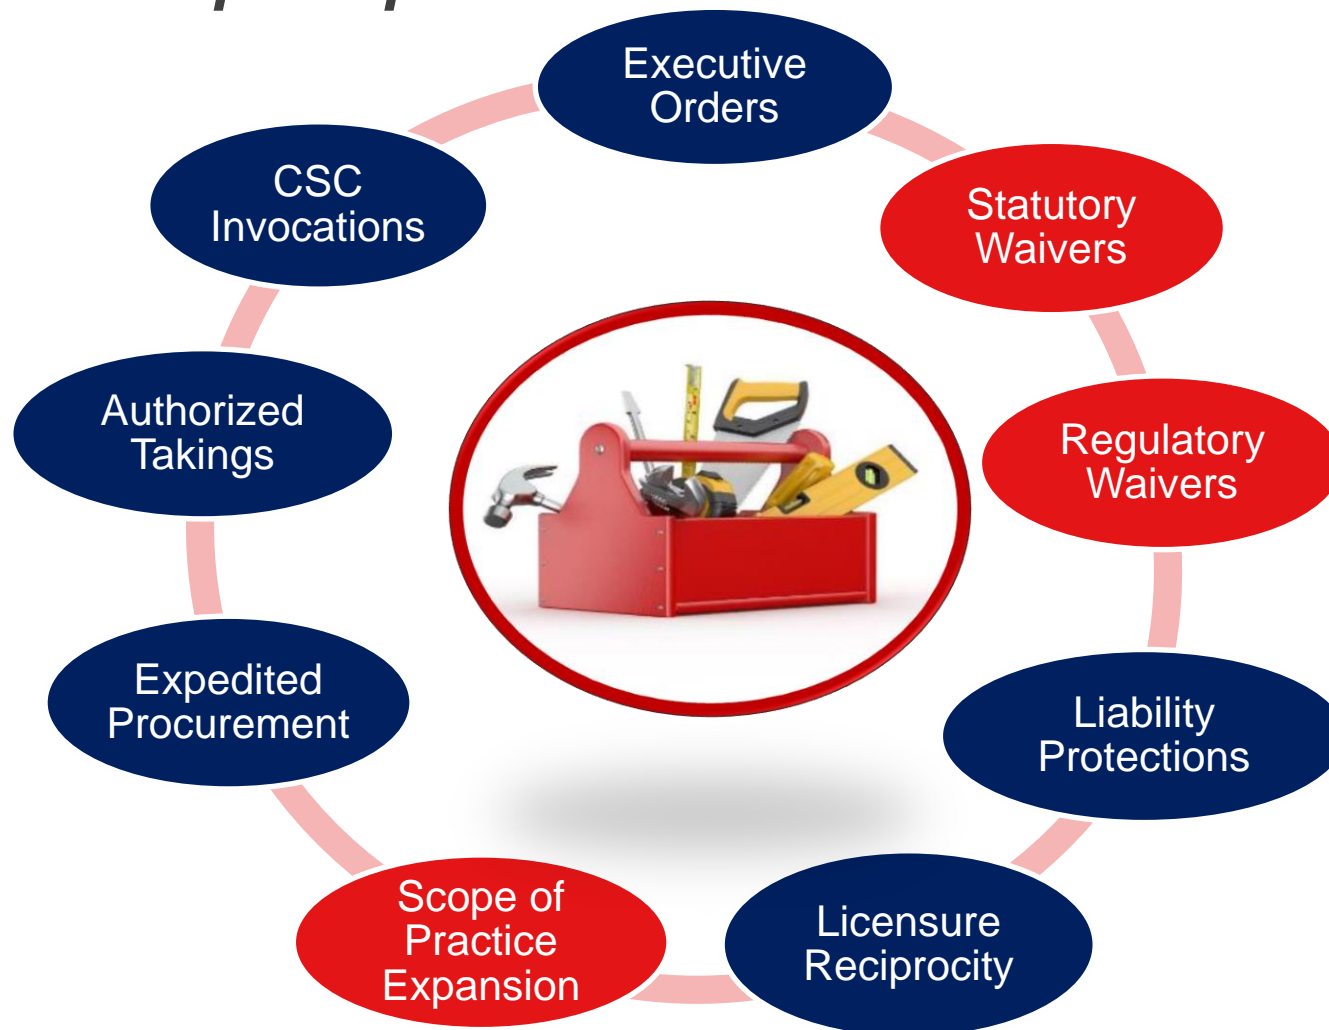 Executive
Orders
Statutory
Waivers
Regulatory
Waivers
Liability
Protections
Licensure
Reciprocity
Scope of
Practice
Expansion
Expedited
Procurement
Authorized
Takings
CSC
Invocations